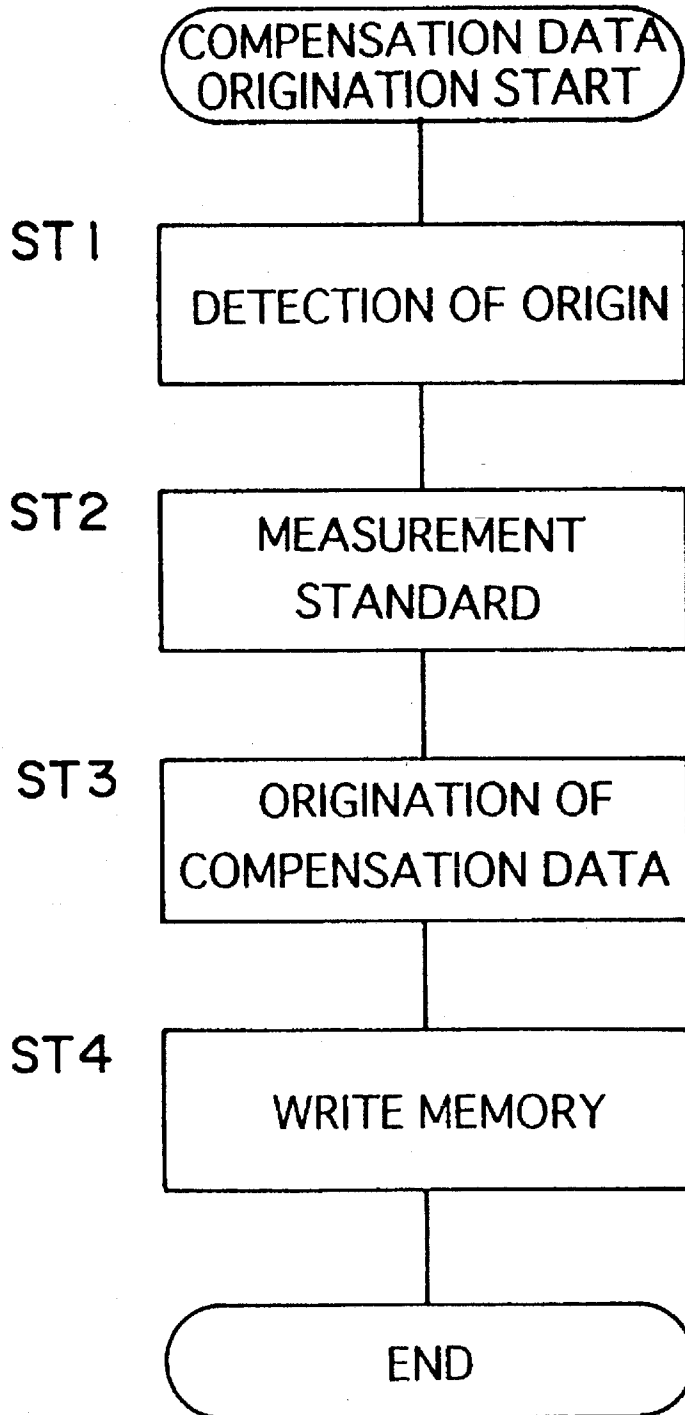 COMPENSATION DATA
ORIGINATION START
ST1
DETECTION OF ORIGIN
ST2
MEASUREMENT
STANDARD
ST3
ORIGINATION OF
COMPENSATION DATA
ST4
WRITE MEMORY
END